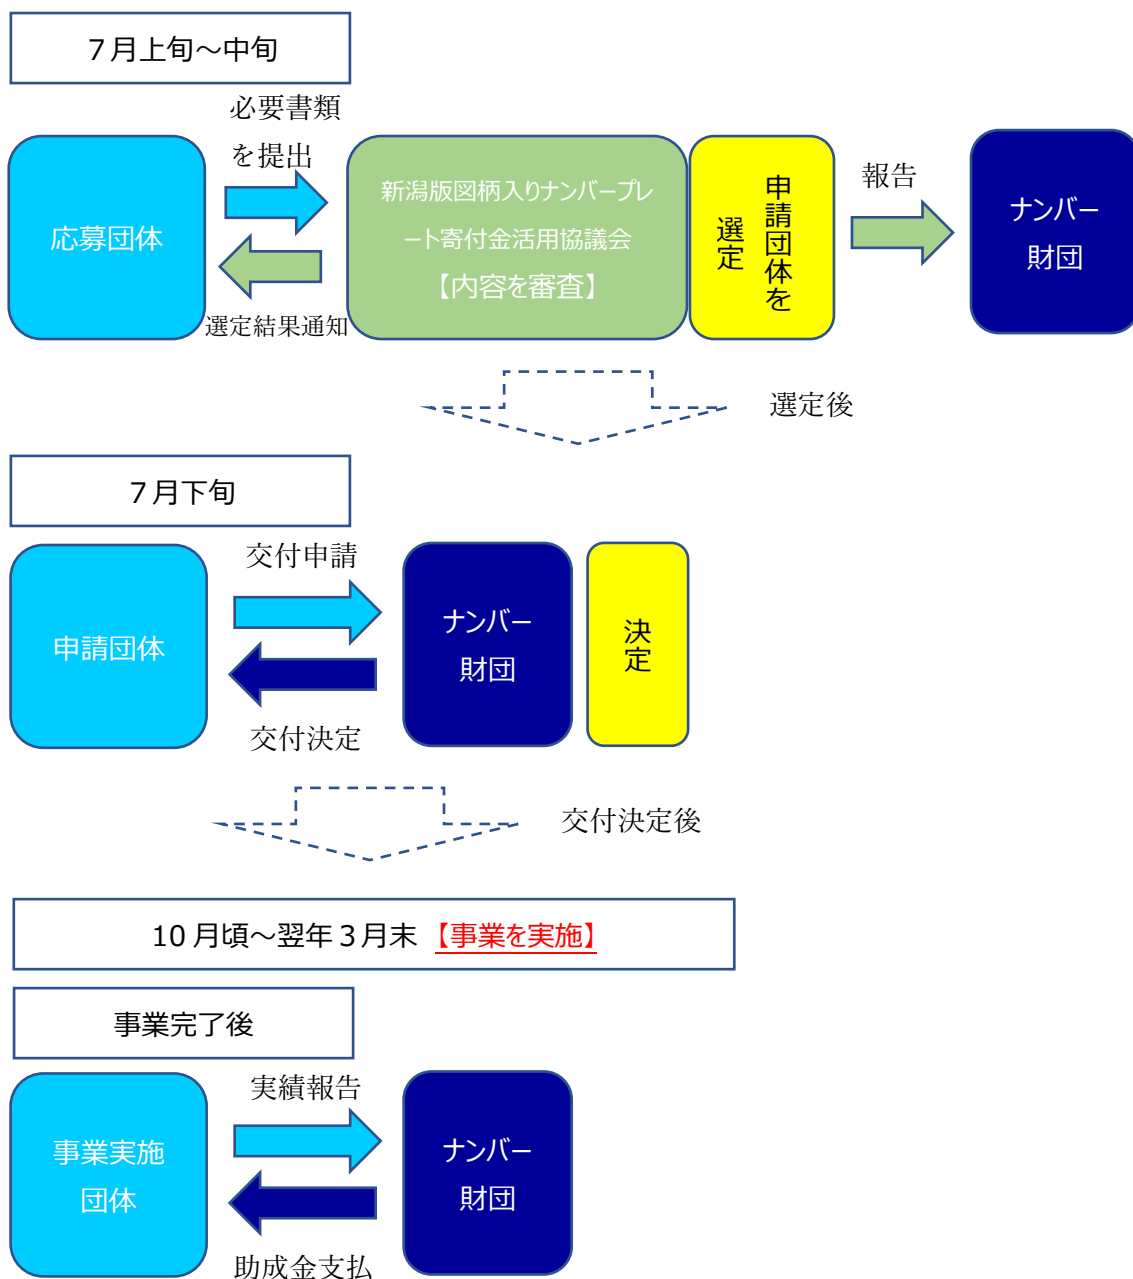 ７月上旬～中旬
必要書類
を提出
応募団体
新潟版図柄入りナンバープレ
ート寄付金活用協議会
【内容を審査】
申請団体を
選定
報告
ナンバー
財団
選定結果通知
選定後
７月下旬
交付申請
申請団体
ナンバー
財団
決定
交付決定
交付決定後
10 月頃～翌年３月末 【事業を実施】
事業完了後
実績報告
事業実施
団体
ナンバー
財団
助成金支払